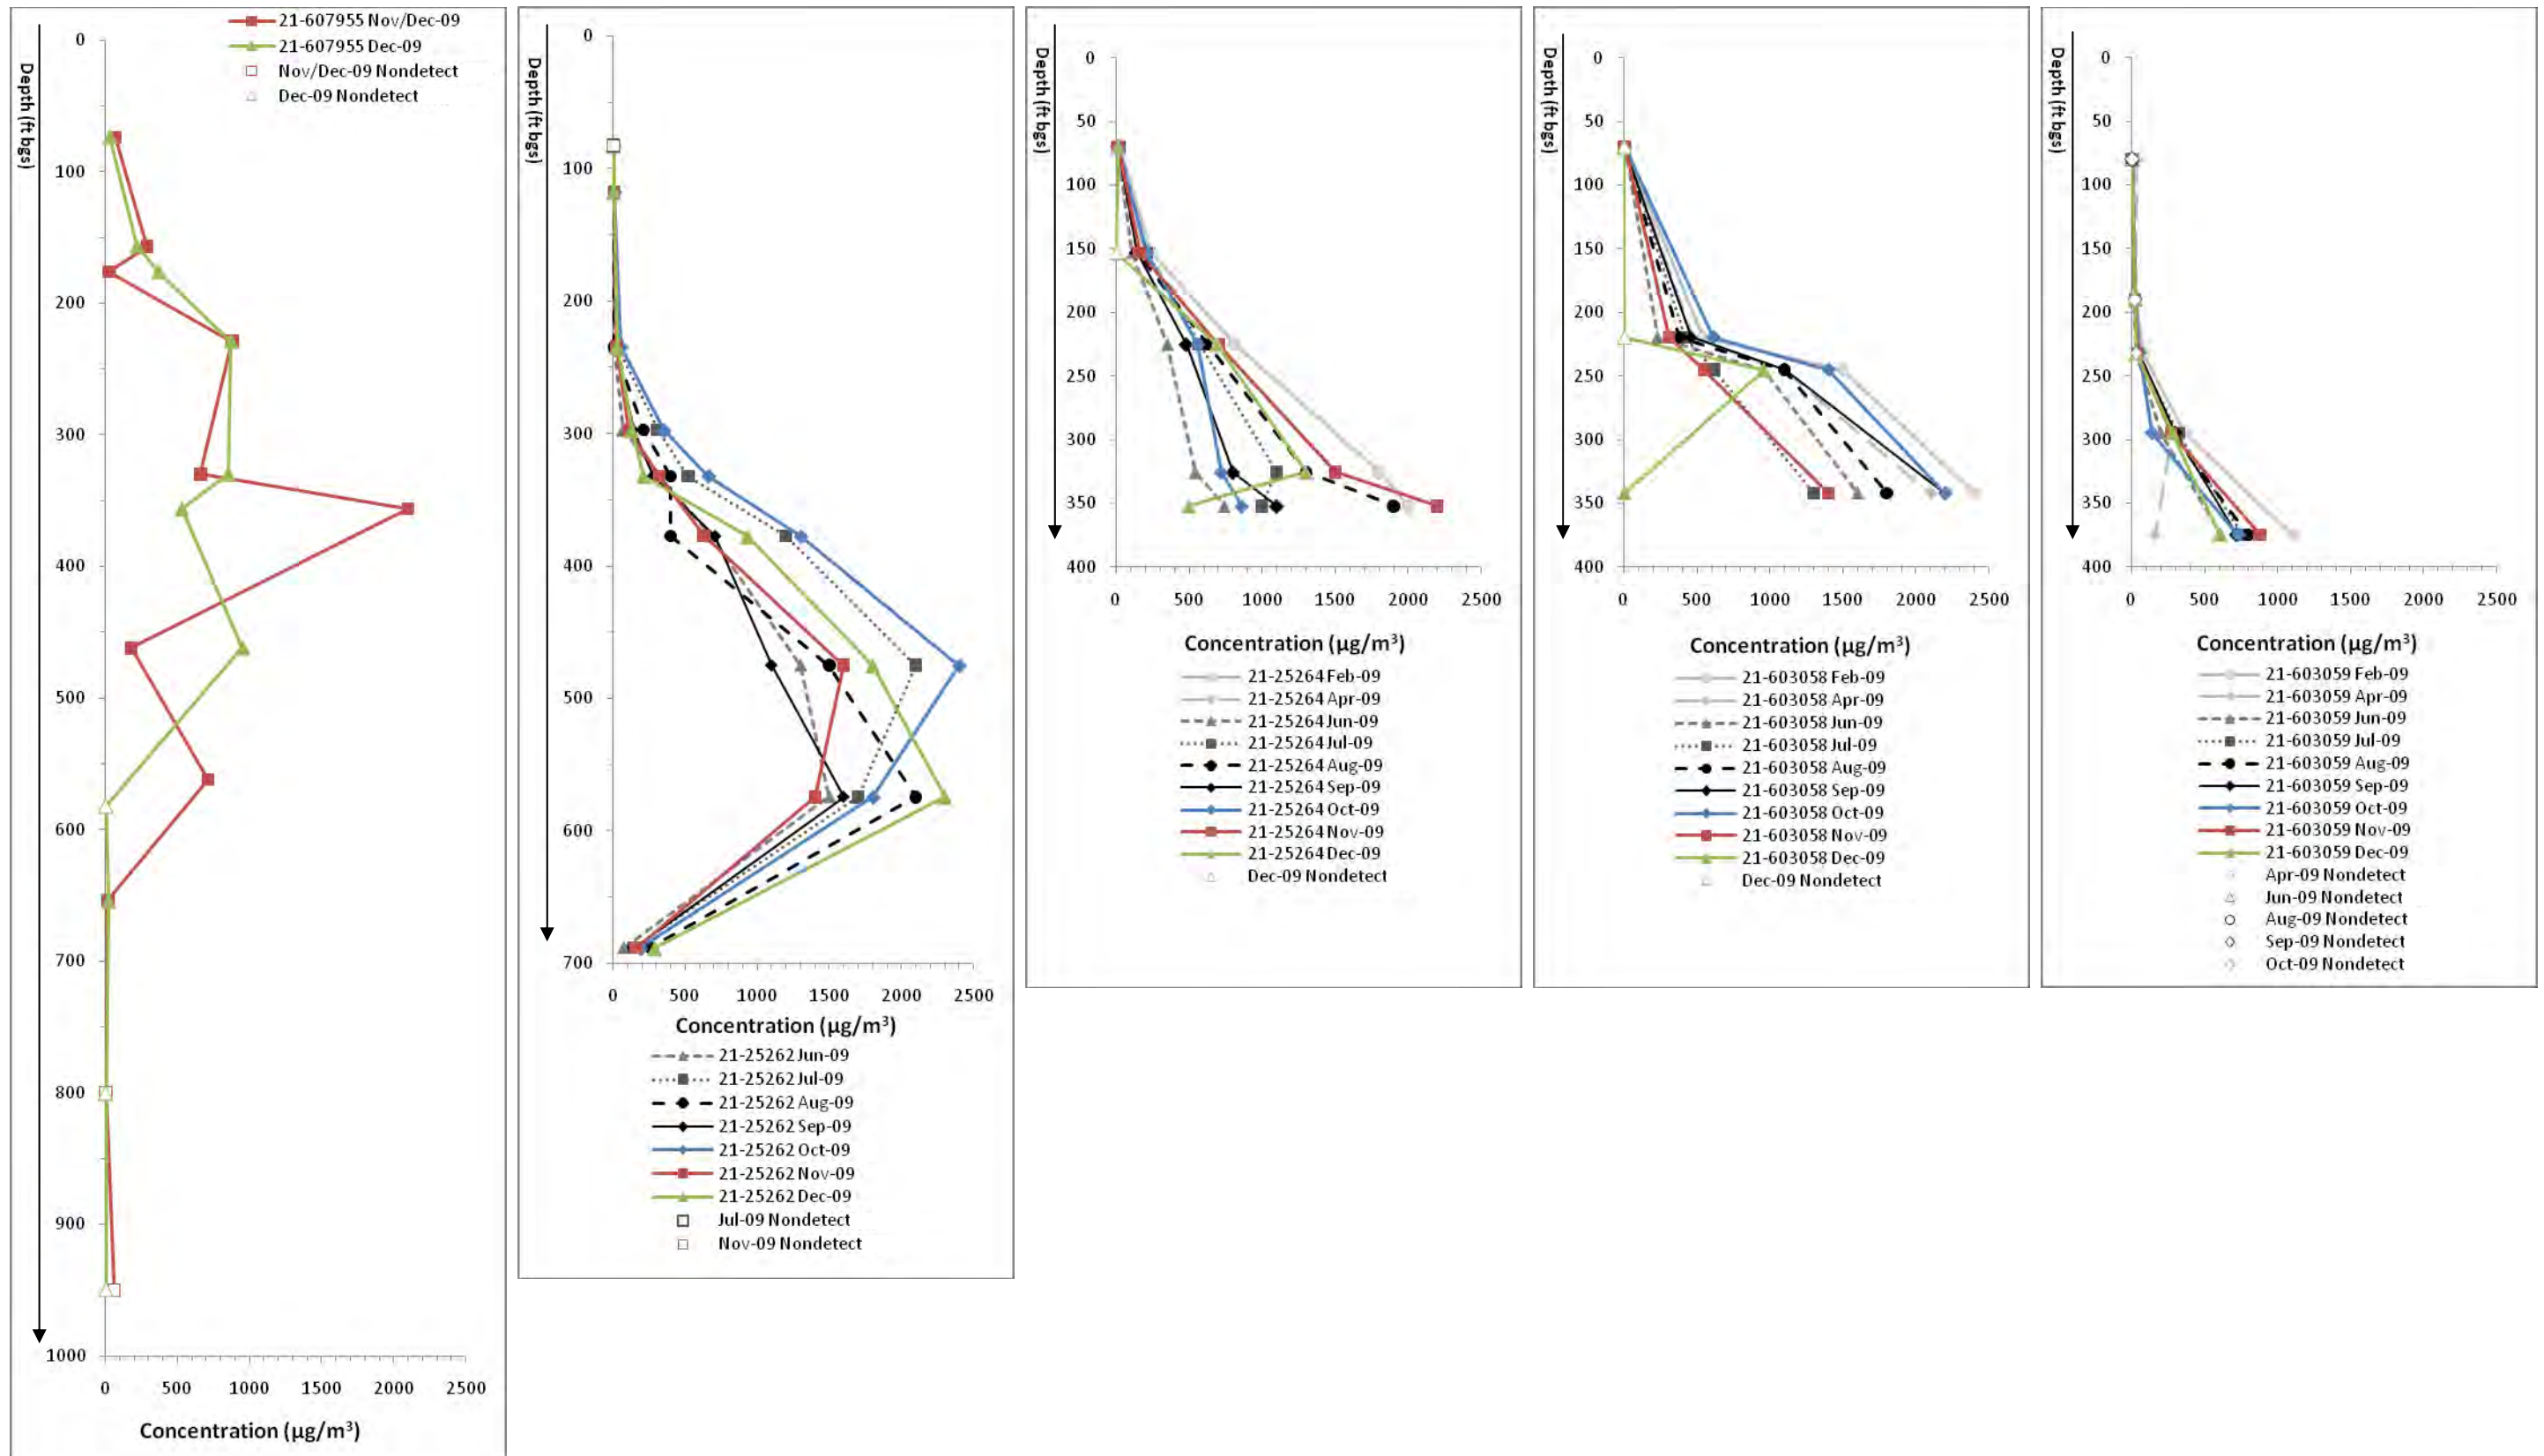 21-607955 Nov/Dec-09
21-607955 Dec-09
Nov/Dec-09 Nondetect
Dec-09 Nondetect
Depth (ft bgs)
0
100
200
300
400
500
600
700
800
900
1000
0 500 1000 1500 2000 2500
Concentration (µg/m³)
Depth (ft bgs)
0
100
200
300
400
500
600
700
0 500 1000 1500 2000 2500
Concentration (µg/m³)
21-25262 Jun-09
21-25262 Jul-09
21-25262 Aug-09
21-25262 Sep-09
21-25262 Oct-09
21-25262 Nov-09
21-25262 Dec-09
Jul-09 Nondetect
Nov-09 Nondetect
Depth (ft bgs)
0
50
100
150
200
250
300
350
400
0 500 1000 1500 2000 2500
Concentration (µg/m³)
21-25264 Feb-09
21-25264 Apr-09
21-25264 Jun-09
21-25264 Jul-09
21-25264 Aug-09
21-25264 Sep-09
21-25264 Oct-09
21-25264 Nov-09
21-25264 Dec-09
Dec-09 Nondetect
Depth (ft bgs)
0
50
100
150
200
250
300
350
400
0 500 1000 1500 2000 2500
Concentration (µg/m³)
21-603058 Feb-09
21-603058 Apr-09
21-603058 Jun-09
21-603058 Jul-09
21-603058 Aug-09
21-603058 Sep-09
21-603058 Oct-09
21-603058 Nov-09
21-603058 Dec-09
Dec-09 Nondetect
Depth (ft bgs)
0
50
100
150
200
250
300
350
400
0 500 1000 1500 2000 2500
Concentration (µg/m³)
21-603059 Feb-09
21-603059 Apr-09
21-603059 Jun-09
21-603059 Jul-09
21-603059 Aug-09
21-603059 Sep-09
21-603059 Oct-09
21-603059 Nov-09
21-603059 Dec-09
Apr-09 Nondetect
Jun-09 Nondetect
Aug-09 Nondetect
Sep-09 Nondetect
Oct-09 Nondetect